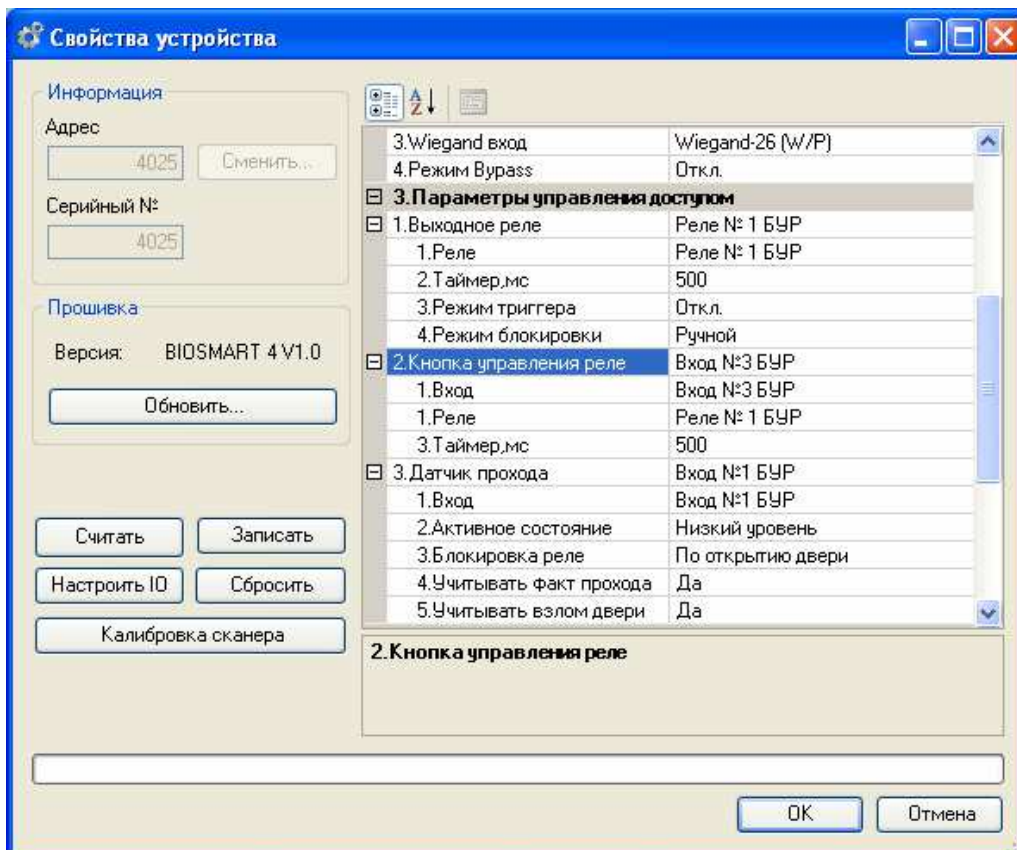 Свойства устройства
Информация
Адрес
4025 Сменить...
Серийный №
4025
Прошивка
Версия: BIOSMART 4 V1.0
Обновить...
Считать Записать
Настроить IO Сбросить
Калибровка сканера
3.Wiegand вход Wiegand-26 (W/P)
4.Режим Bypass Откл.
3.Параметры управления доступом
1.Выходное реле Реле № 1 БУР
1.Реле Реле № 1 БУР
2.Таймер,мс 500
3.Режим триггера Откл.
4.Режим блокировки Ручной
2.Кнопка управления реле Вход №3 БУР
1.Вход Вход №3 БУР
1.Реле Реле № 1 БУР
3.Таймер,мс 500
3.Датчик прохода Вход №1 БУР
1.Вход Вход №1 БУР
2.Активное состояние Низкий уровень
3.Блокировка реле По открытию двери
4.Учитывать факт прохода Да
5.Учитывать взлом двери Да
2.Кнопка управления реле
OK Отмена